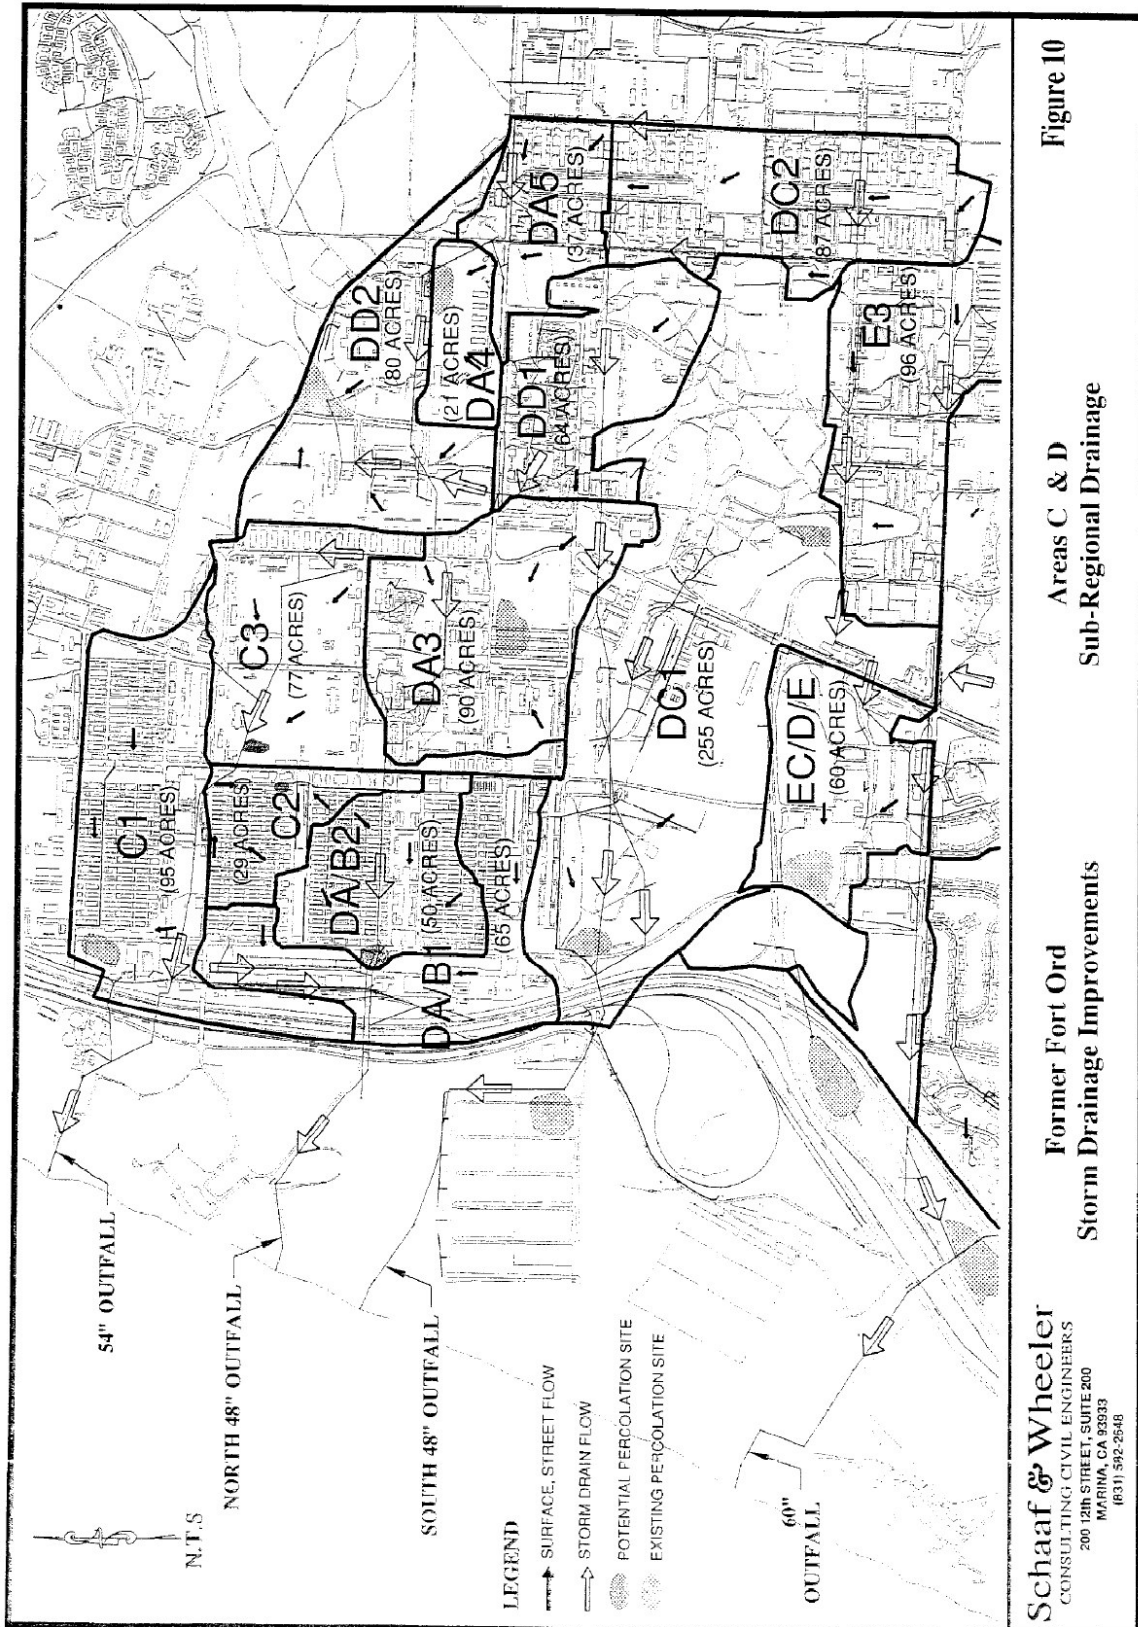 54" OUTFALL
NORTH 48" OUTFALL
SOUTH 48" OUTFALL
60"
OUTFALL
N.T.S
LEGEND
SURFACE, STREET FLOW
STORM DRAIN FLOW
POTENTIAL PERCOLATION SITE
EXISTING PERCOLATION SITE
C1
(95 ACRES)
C2
(29 ACRES)
C3
(77 ACRES)
DA/B2
(50 ACRES)
DA/B1
(65 ACRES)
DA3
(90 ACRES)
DD2
(80 ACRES)
(21 ACRES)
DA4
DA5
(37 ACRES)
DD1
(64 ACRES)
DC1
(255 ACRES)
DC2
(87 ACRES)
EC/D/E
(60 ACRES)
E3
(96 ACRES)
Schaaf & Wheeler
CONSULTING CIVIL ENGINEERS
200 12th STREET, SUITE 200
MARINA, CA 93933
(831) 582-2648
Former Fort Ord
Storm Drainage Improvements
Areas C & D
Sub-Regional Drainage
Figure 10